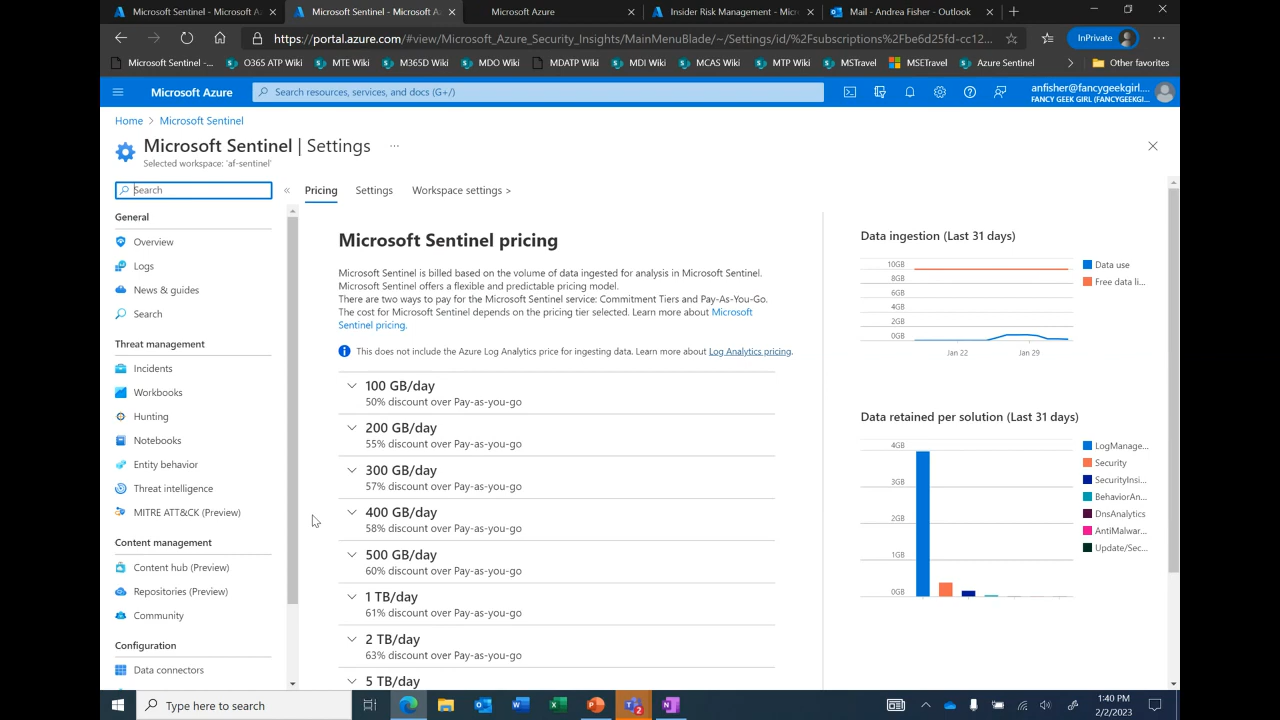 Microsoft Sentinel - Microsoft A
Microsoft Sentinel - Microsoft A
Microsoft Azure
Insider Risk Management - Micro
Mail - Andrea Fisher - Outlook
https://portal.azure.com/#view/Microsoft_Azure_Security_Insights/MainMenuBlade/~/Settings/id/%2Fsubscriptions%2Fbe6d25fd-cc12...
InPrivate
Microsoft Sentinel -...
O365 ATP Wiki
MTE Wiki
M365D Wiki
MDO Wiki
MDATP Wiki
MDI Wiki
MCAS Wiki
MTP Wiki
MSTravel
MSETravel
Azure Sentinel
Other favorites
Microsoft Azure
Search resources, services, and docs (G+/)
anfisher@fancygeekgirl....
FANCY GEEK GIRL (FANCYGEEKGI...
Home > Microsoft Sentinel
Microsoft Sentinel | Settings ...
Selected workspace: 'af-sentinel'
Search
«
General
Overview
Logs
News & guides
Search
Threat management
Incidents
Workbooks
Hunting
Notebooks
Entity behavior
Threat intelligence
MITRE ATT&CK (Preview)
Content management
Content hub (Preview)
Repositories (Preview)
Community
Configuration
Data connectors
Pricing
Settings
Workspace settings >
Microsoft Sentinel pricing
Microsoft Sentinel is billed based on the volume of data ingested for analysis in Microsoft Sentinel.
Microsoft Sentinel offers a flexible and predictable pricing model.
There are two ways to pay for the Microsoft Sentinel service: Commitment Tiers and Pay-As-You-Go.
The cost for Microsoft Sentinel depends on the pricing tier selected. Learn more about Microsoft
Sentinel pricing.
This does not include the Azure Log Analytics price for ingesting data. Learn more about Log Analytics pricing.
100 GB/day
50% discount over Pay-as-you-go
200 GB/day
55% discount over Pay-as-you-go
300 GB/day
57% discount over Pay-as-you-go
400 GB/day
58% discount over Pay-as-you-go
500 GB/day
60% discount over Pay-as-you-go
1 TB/day
61% discount over Pay-as-you-go
2 TB/day
63% discount over Pay-as-you-go
5 TB/day
Data ingestion (Last 31 days)
10GB
8GB
6GB
4GB
2GB
0GB
Jan 22
Jan 29
Data use
Free data li...
Data retained per solution (Last 31 days)
4GB
3GB
2GB
1GB
0GB
LogManage...
Security
SecurityInsi...
BehaviorAn...
DnsAnalytics
AntiMalwar...
Update/Sec...
Type here to search
2
1:40 PM
2/2/2023